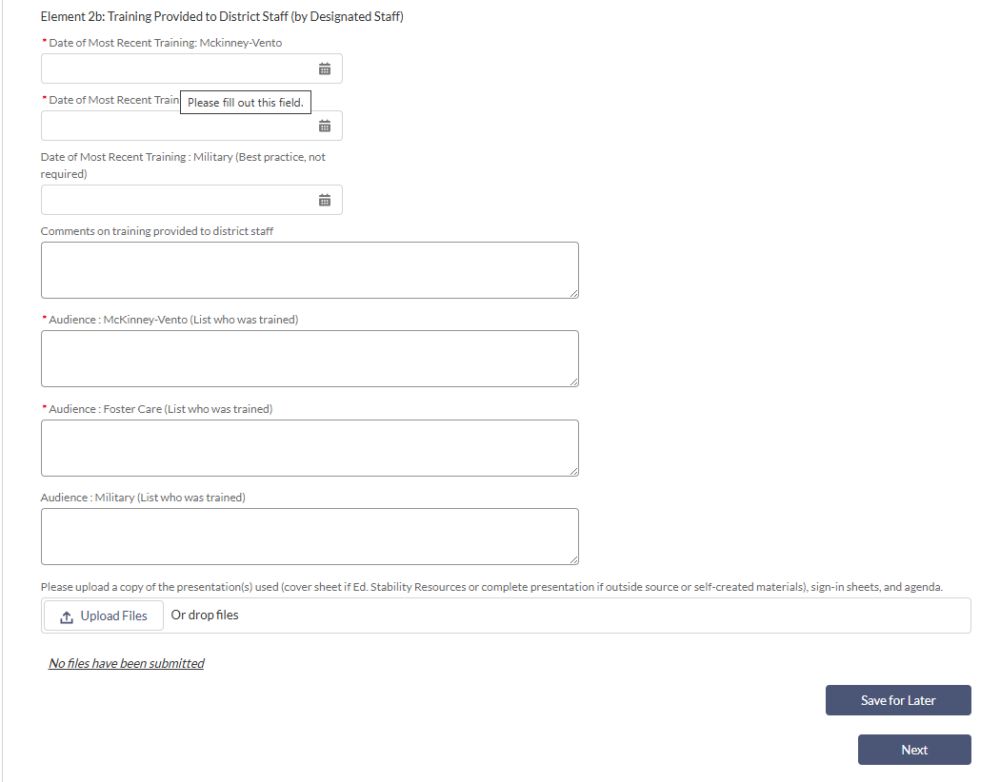 Element 2b: Training Provided to District Staff (by Designated Staff)
* Date of Most Recent Training: Mckinney-Vento
* Date of Most Recent Train
Please fill out this field.
Date of Most Recent Training : Military (Best practice, not
required)
Comments on training provided to district staff
* Audience : McKinney-Vento (List who was trained)
* Audience : Foster Care (List who was trained)
Audience : Military (List who was trained)
Please upload a copy of the presentation(s) used (cover sheet if Ed. Stability Resources or complete presentation if outside source or self-created materials), sign-in sheets, and agenda.
Upload Files Or drop files
No files have been submitted
Save for Later
Next